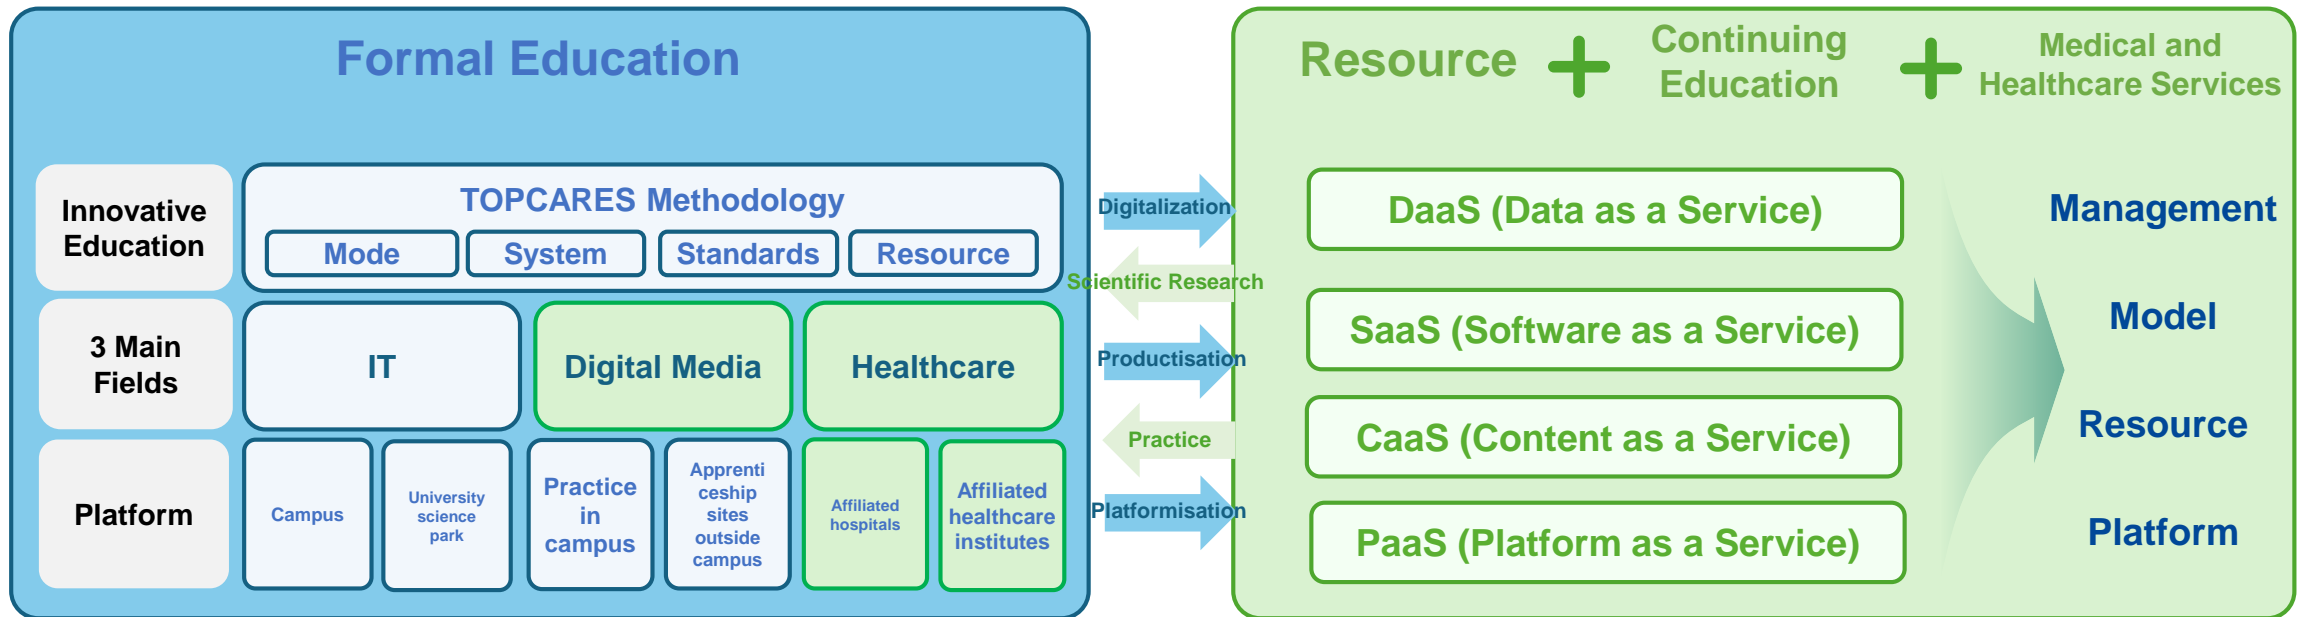 Formal Education
Innovative
Education
TOPCARES Methodology
Mode
System
Standards
Resource
3 Main
Fields
IT
Digital Media
Healthcare
Platform
Campus
University
science
park
Practice
in
campus
Apprenti
ceship
sites
outside
campus
Affiliated
hospitals
Affiliated
healthcare
institutes
Digitalization
Scientific Research
Productisation
Practice
Platformisation
Resource
Continuing
Education
Medical and
Healthcare Services
DaaS (Data as a Service)
SaaS (Software as a Service)
CaaS (Content as a Service)
PaaS (Platform as a Service)
Management
Model
Resource
Platform